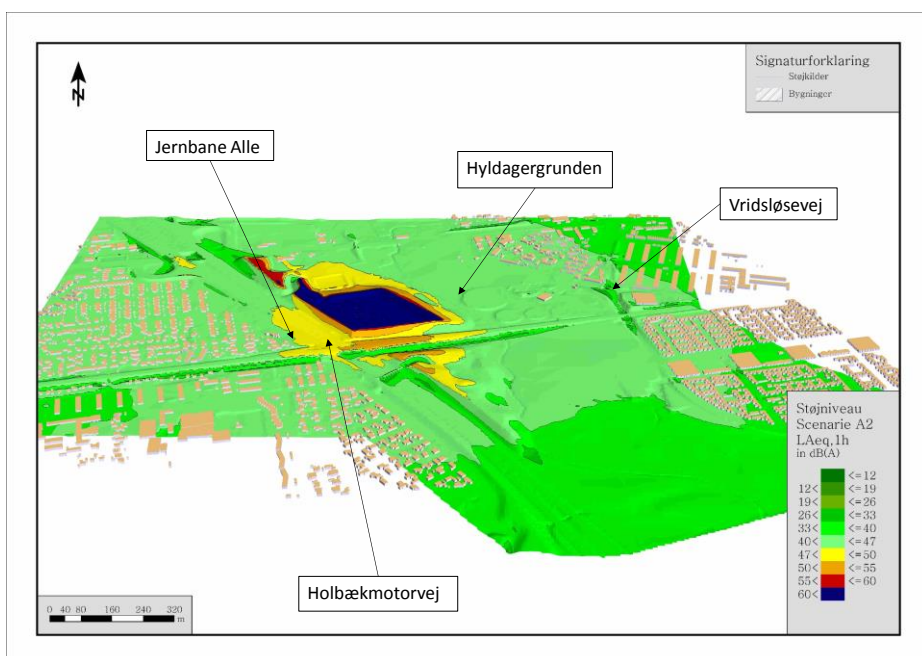 Signaturforklaring
Støjkilder
Bygninger
N
Jernbane Alle
Hyldagergrunden
Vridsløsevej
Holbækmotorvej
Støjniveau
Scenarie A2
LAeq,1h
in dB(A)
<=12
12< <=19
19< <=26
26< <=33
33< <=40
40< <=47
47< <=50
50< <=55
55< <=60
60<
0 40 80 160 240 320
m